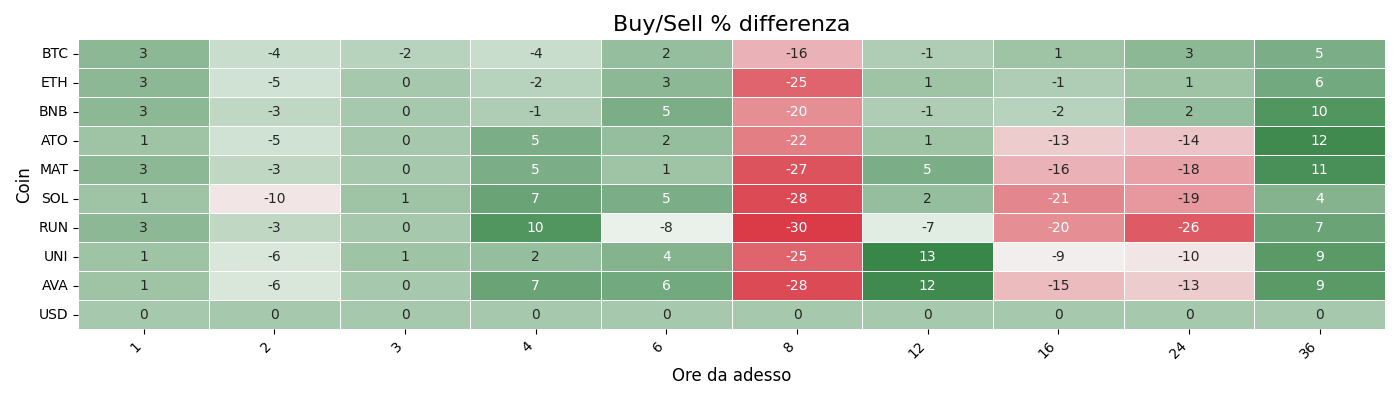 Buy/Sell % differenza
Coin
BTC 3 -4 -2 -4 2 -16 -1 1 3 5
ETH 3 -5 0 -2 3 -25 1 -1 1 6
BNB 3 -3 0 -1 5 -20 -1 -2 2 10
ATO 1 -5 0 5 2 -22 1 -13 -14 12
MAT 3 -3 0 5 1 -27 5 -16 -18 11
SOL 1 -10 1 7 5 -28 2 -21 -19 4
RUN 3 -3 0 10 -8 -30 -7 -20 -26 7
UNI 1 -6 1 2 4 -25 13 -9 -10 9
AVA 1 -6 0 7 6 -28 12 -15 -13 9
USD 0 0 0 0 0 0 0 0 0 0
1 2 3 4 6 8 12 16 24 36
Ore da adesso